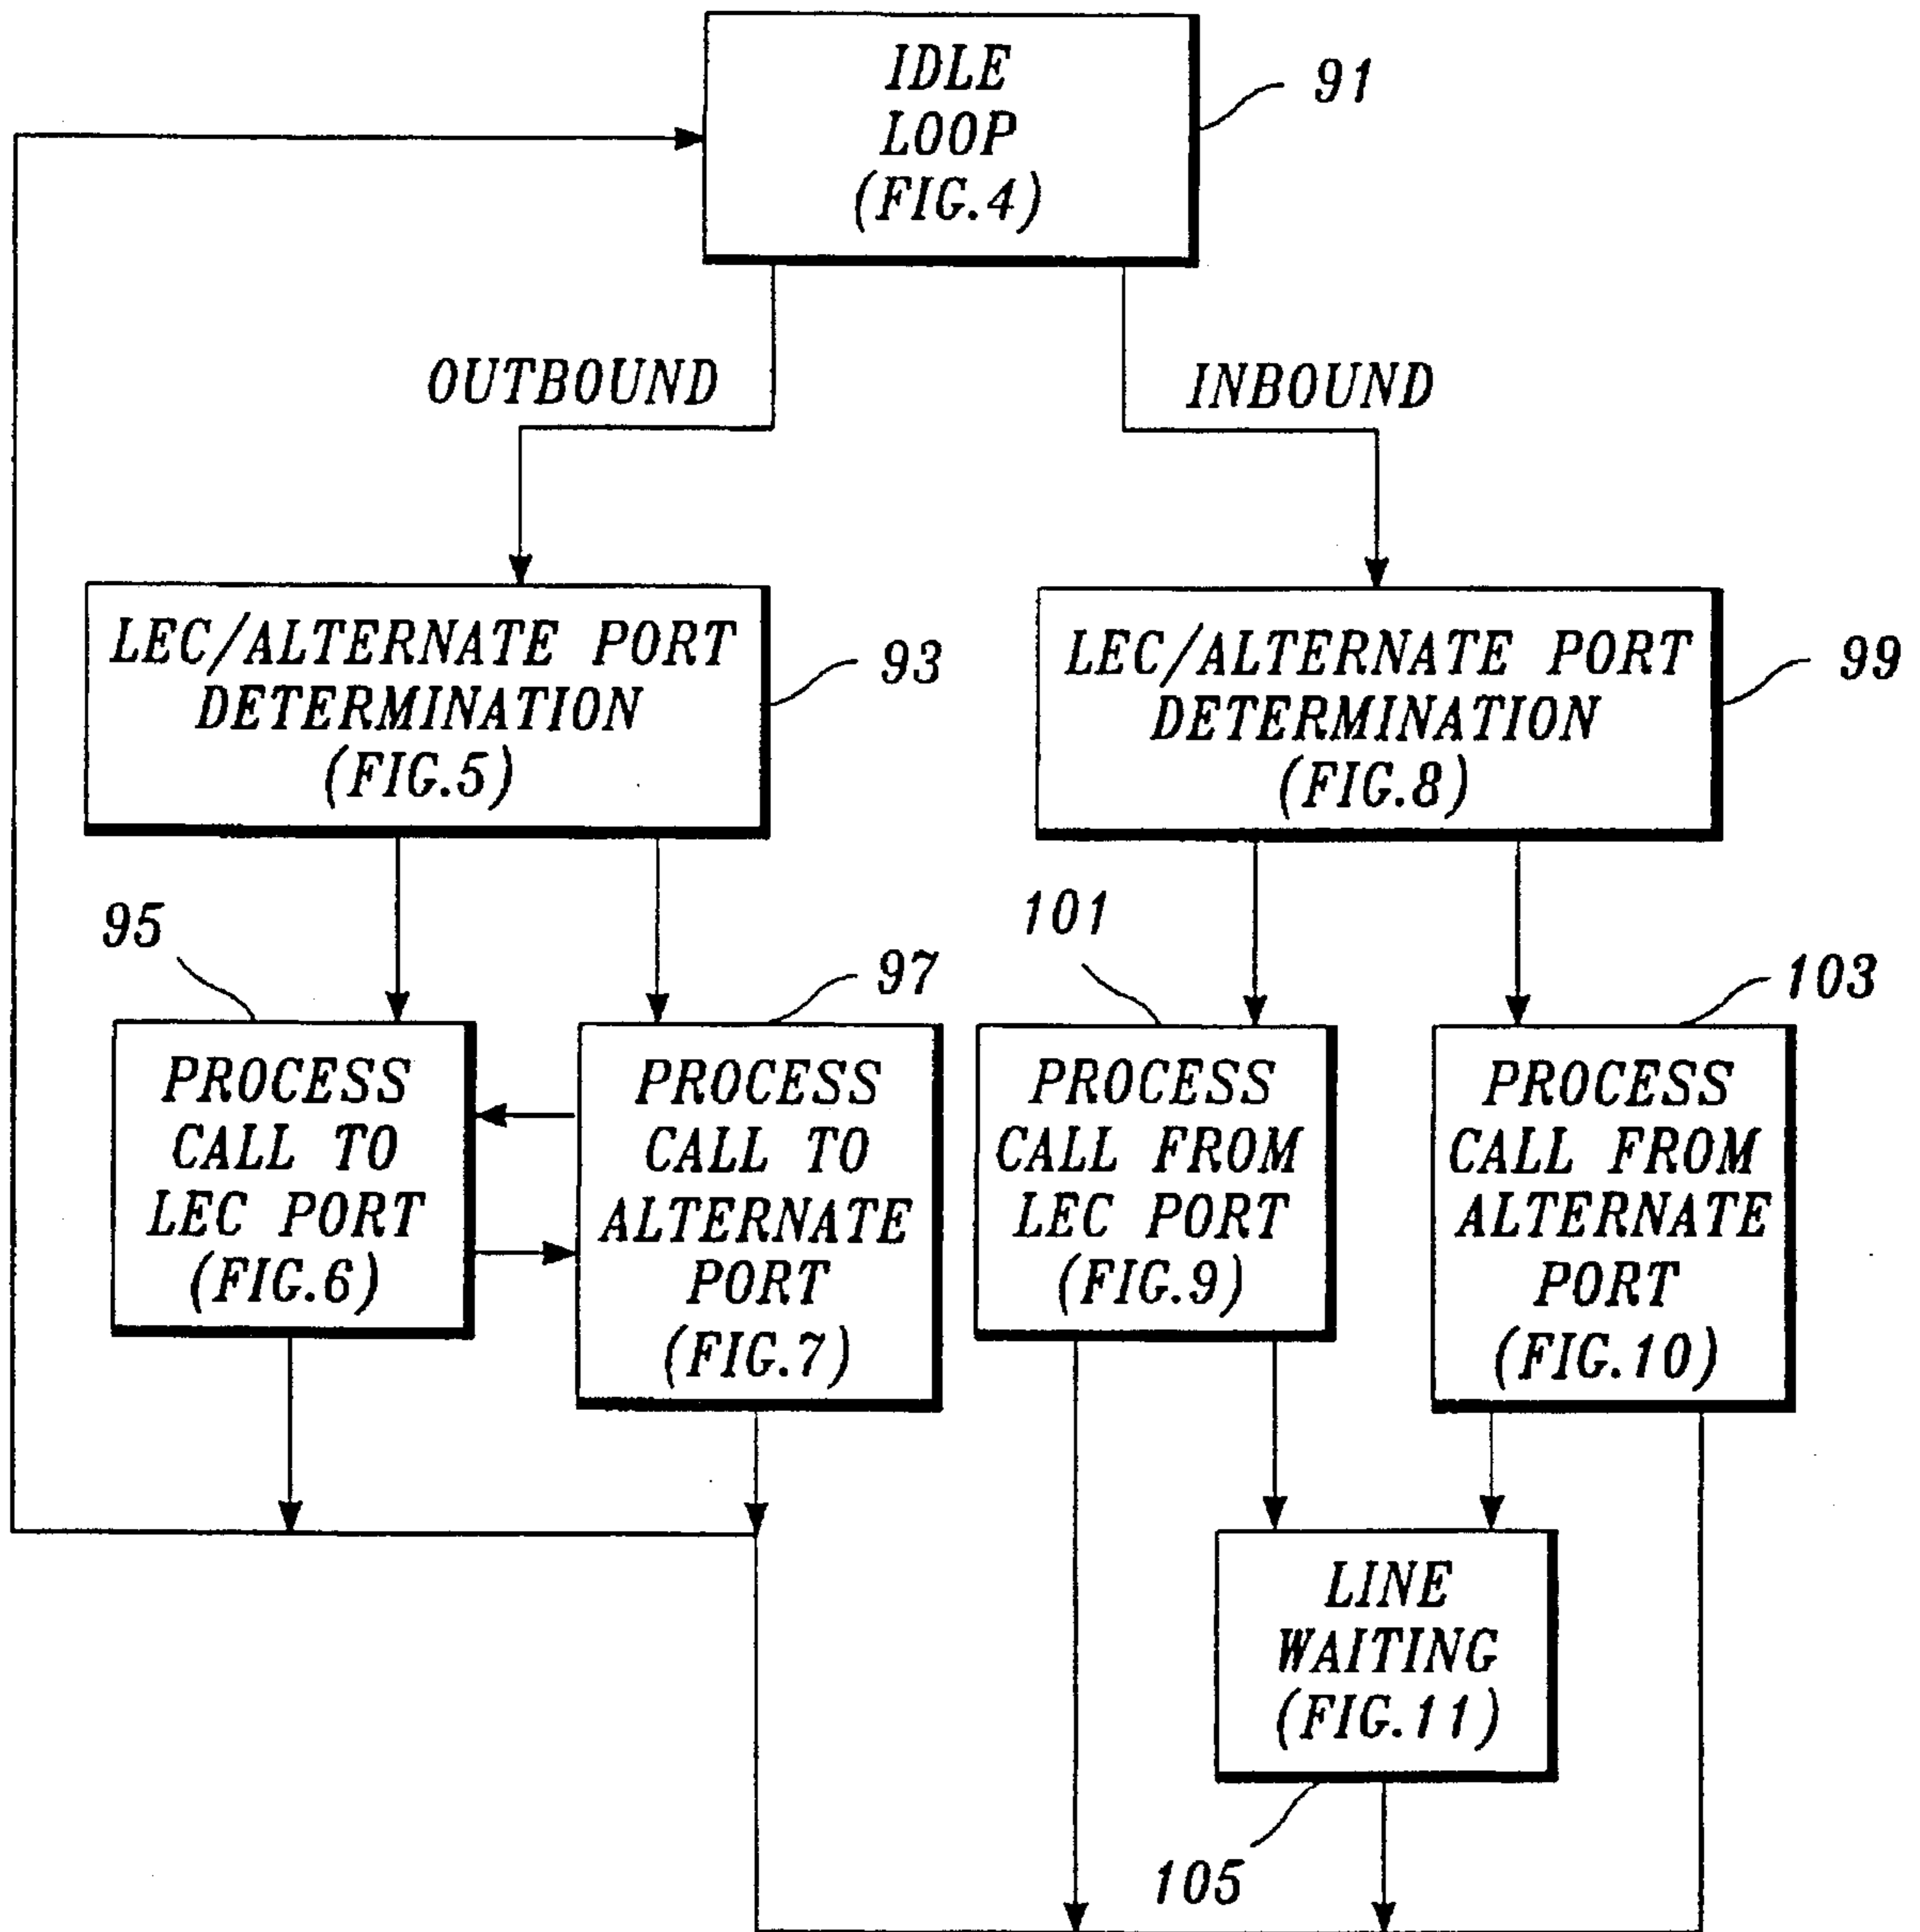 IDLE
LOOP
(FIG.4)
91
OUTBOUND
INBOUND
LEC/ALTERNATE PORT
DETERMINATION
(FIG.5)
93
LEC/ALTERNATE PORT
DETERMINATION
(FIG.8)
99
95
97
101
103
PROCESS
CALL TO
LEC PORT
(FIG.6)
PROCESS
CALL TO
ALTERNATE
PORT
(FIG.7)
PROCESS
CALL FROM
LEC PORT
(FIG.9)
PROCESS
CALL FROM
ALTERNATE
PORT
(FIG.10)
LINE
WAITING
(FIG.11)
105